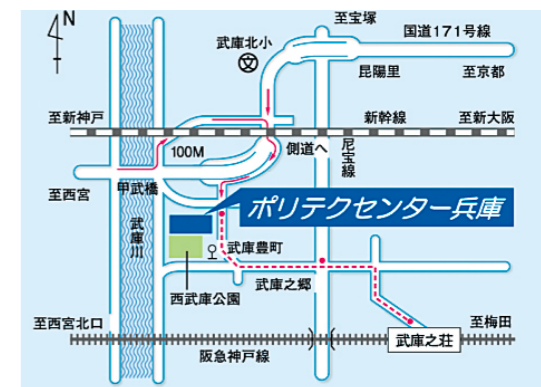 N
至宝塚
国道171号線
武庫北小
文
昆陽里
至京都
至新神戸
新幹線
至新大阪
100M
側道へ
尼宝線
甲武橋
至西宮
ポリテクセンター兵庫
武庫川
武庫豊町
西武庫公園
武庫之郷
至西宮北口
至梅田
武庫之荘
阪急神戸線